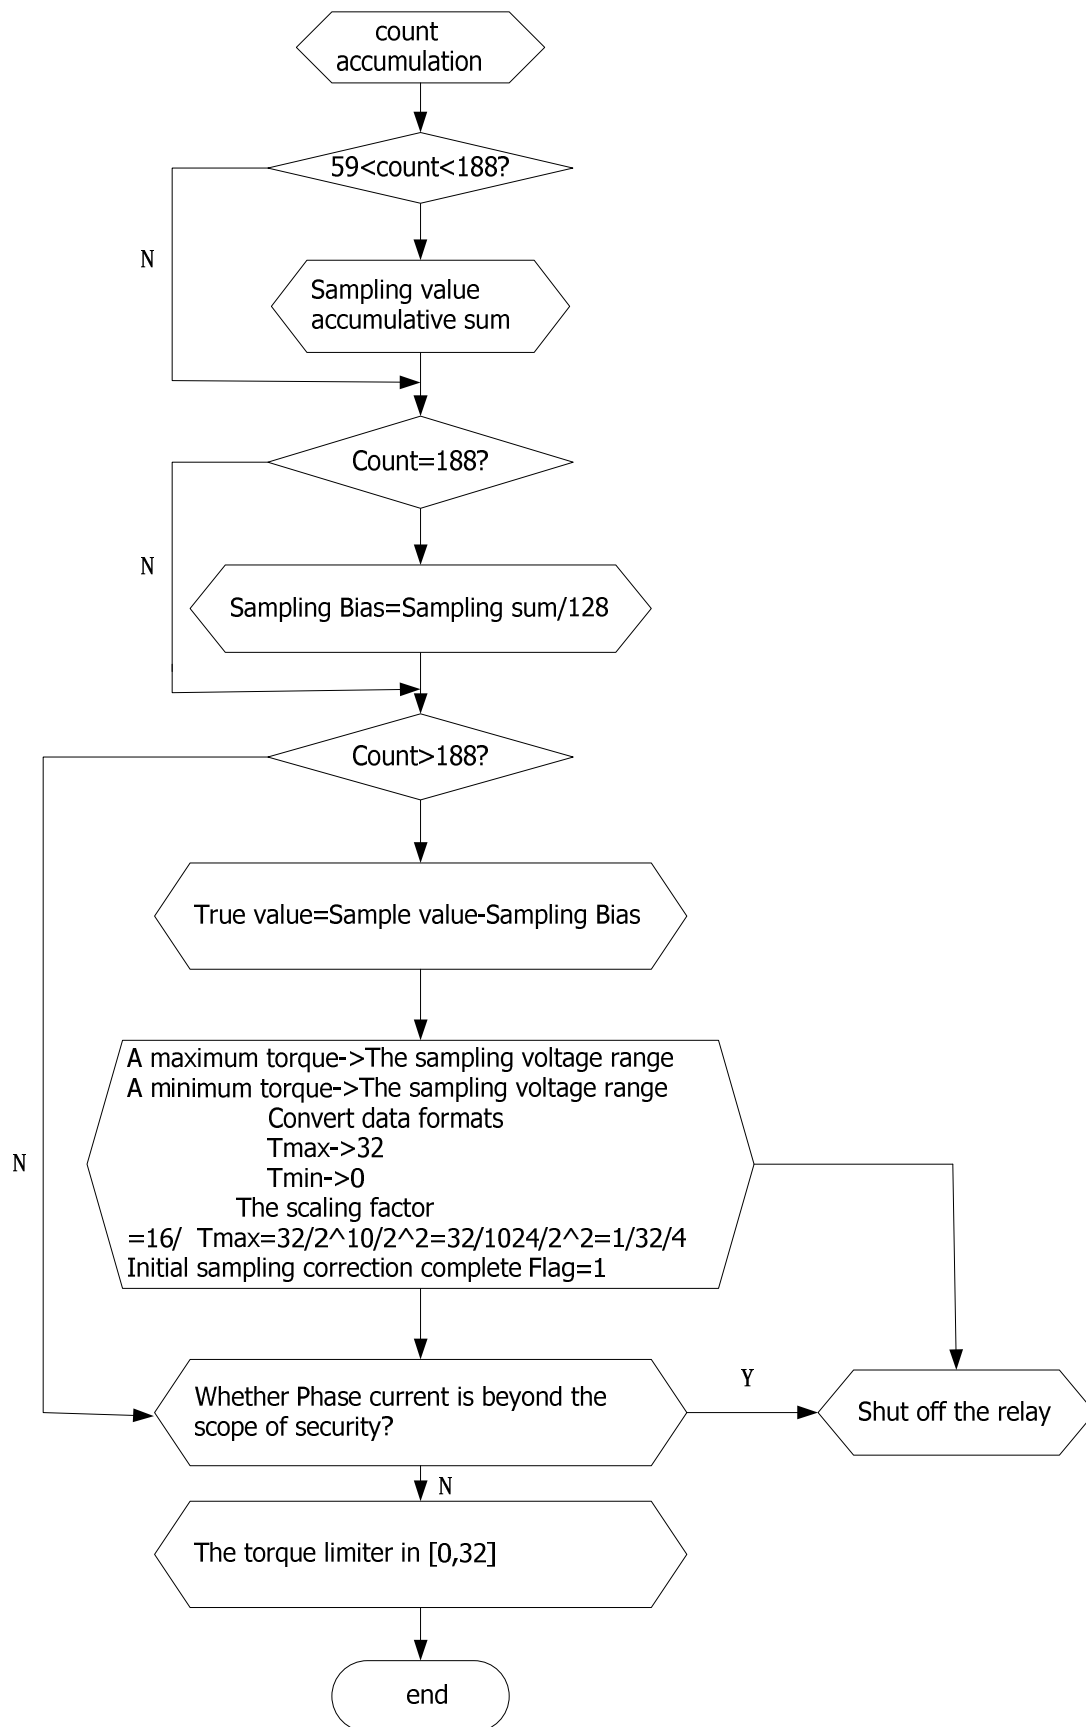 count
accumulation
59<count<188?
N
Sampling value
accumulative sum
Count=188?
N
Sampling Bias=Sampling sum/128
Count>188?
True value=Sample value-Sampling Bias
A maximum torque->The sampling voltage range
A minimum torque->The sampling voltage range
Convert data formats
Tmax->32
Tmin->0
The scaling factor
=16/ Tmax=32/2^10/2^2=32/1024/2^2=1/32/4
Initial sampling correction complete Flag=1
N
Whether Phase current is beyond the
scope of security?
Y
Shut off the relay
N
The torque limiter in [0,32]
end